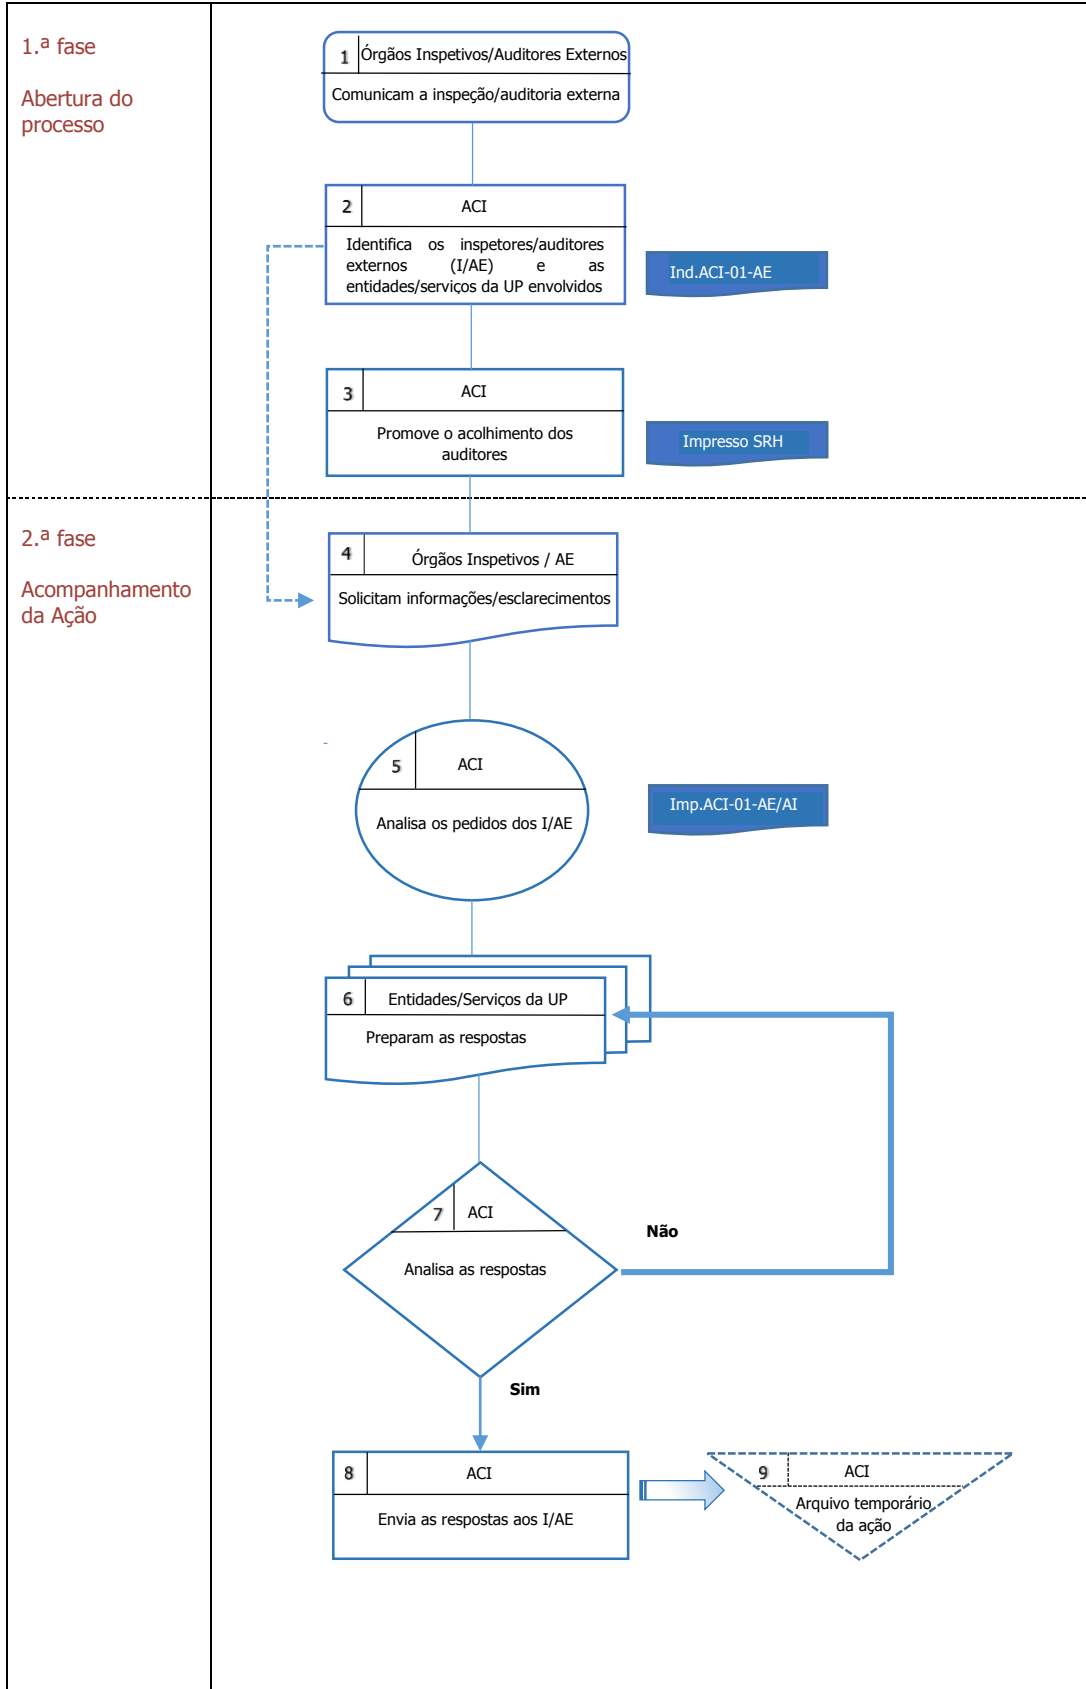 1.ª fase
Abertura do
processo
1 Órgãos Inspetivos/Auditores Externos
Comunicam a inspeção/auditoria externa
2 ACI
Identifica os inspetores/auditores
externos (I/AE) e as
entidades/serviços da UP envolvidos
Ind.ACI-01-AE
3 ACI
Promove o acolhimento dos
auditores
Impresso SRH
2.ª fase
Acompanhamento
da Ação
4 Órgãos Inspetivos / AE
Solicitam informações/esclarecimentos
5 ACI
Analisa os pedidos dos I/AE
Imp.ACI-01-AE/AI
6 Entidades/Serviços da UP
Preparam as respostas
7 ACI
Analisa as respostas
Não
Sim
8 ACI
Envia as respostas aos I/AE
9 ACI
Arquivo temporário
da ação